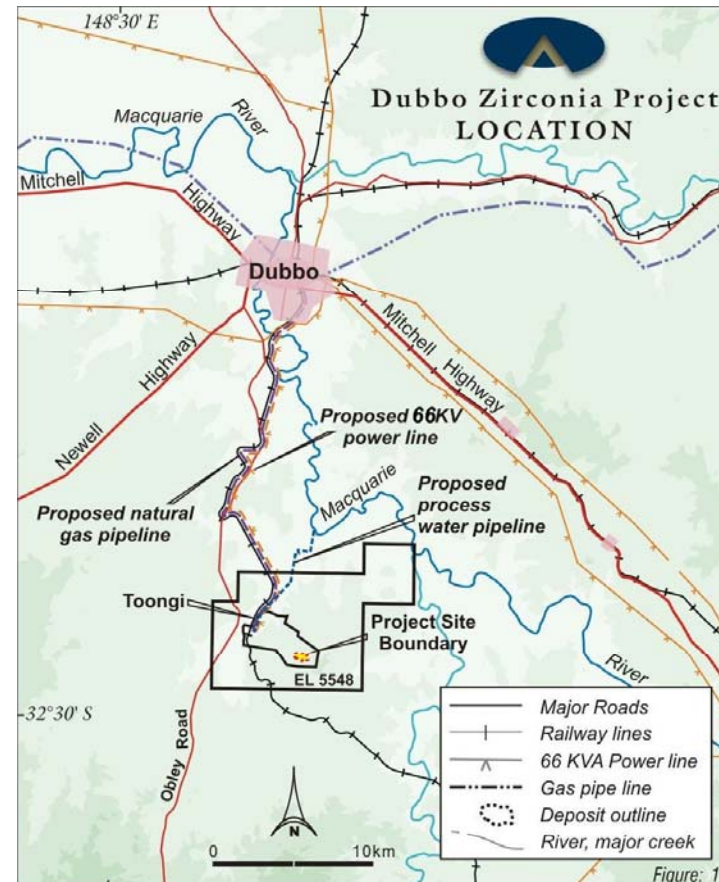 148°30' E
Dubbo Zirconia Project
LOCATION
Macquarie
River
Mitchell
Highway
Dubbo
Mitchell
Highway
Newell
Highway
Proposed 66KV
power line
Proposed natural
gas pipeline
Macquarie
Proposed
process
water pipeline
Toongi
Project Site
Boundary
EL 5548
River
-32°30' S
Obley Road
N
0
10km
Major Roads
Railway lines
66 KVA Power line
Gas pipe line
Deposit outline
River, major creek
Figure: 1